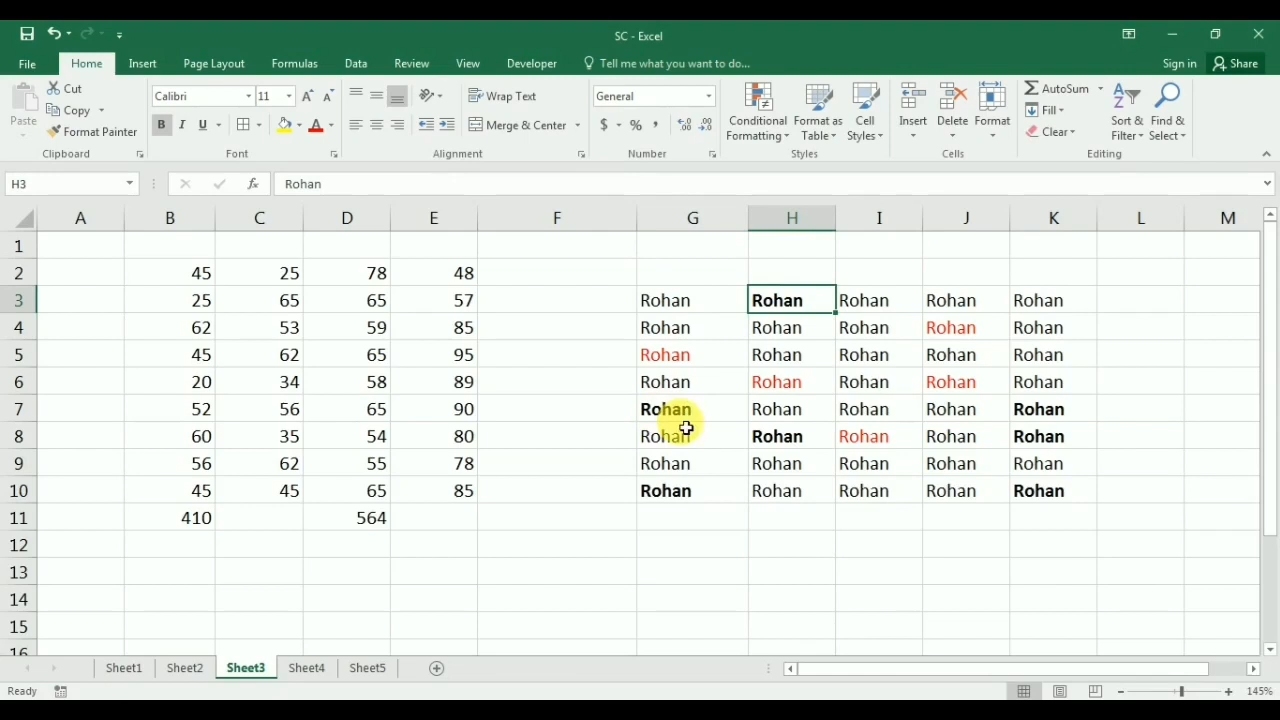 SC - Excel
File Home Insert Page Layout Formulas Data Review View Developer Tell me what you want to do... Sign in Share
Paste Cut Copy Format Painter Clipboard
Calibri 11 B I U A Font
Wrap Text Merge & Center Alignment
General $ % , Number
Conditional Formatting Format as Table Cell Styles Styles
Insert Delete Format Cells
AutoSum Fill Clear Sort & Filter Find & Select Editing
H3 fx Rohan
A B C D E F G H I J K L M
1
2 45 25 78 48
3 25 65 65 57 Rohan Rohan Rohan Rohan Rohan
4 62 53 59 85 Rohan Rohan Rohan Rohan Rohan
5 45 62 65 95 Rohan Rohan Rohan Rohan Rohan
6 20 34 58 89 Rohan Rohan Rohan Rohan Rohan
7 52 56 65 90 Rohan Rohan Rohan Rohan Rohan
8 60 35 54 80 Rohan Rohan Rohan Rohan Rohan
9 56 62 55 78 Rohan Rohan Rohan Rohan Rohan
10 45 45 65 85 Rohan Rohan Rohan Rohan Rohan
11 410 564
12
13
14
15
16
Sheet1 Sheet2 Sheet3 Sheet4 Sheet5
Ready 145%